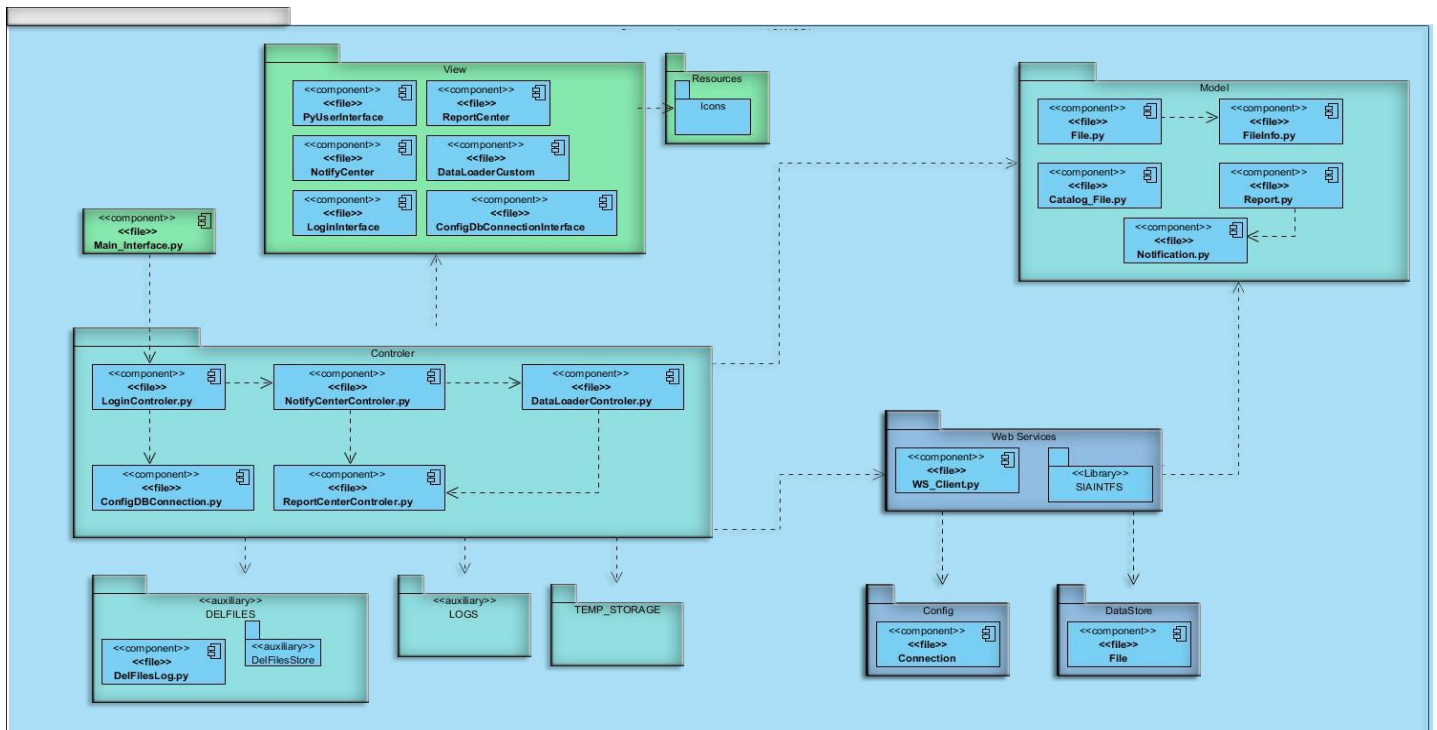 View
<<component>>
<<file>>
PyUserInterface
<<component>>
<<file>>
ReportCenter
<<component>>
<<file>>
NotifyCenter
<<component>>
<<file>>
DataLoaderCustom
<<component>>
<<file>>
LoginInterface
<<component>>
<<file>>
ConfigDbConnectionInterface
Resources
Icons
Model
<<component>>
<<file>>
File.py
<<component>>
<<file>>
FileInfo.py
<<component>>
<<file>>
Catalog_File.py
<<component>>
<<file>>
Report.py
<<component>>
<<file>>
Notification.py
<<component>>
<<file>>
Main_Interface.py
Controler
<<component>>
<<file>>
LoginControler.py
<<component>>
<<file>>
NotifyCenterControler.py
<<component>>
<<file>>
DataLoaderControler.py
<<component>>
<<file>>
ConfigDBConnection.py
<<component>>
<<file>>
ReportCenterControler.py
Web Services
<<component>>
<<file>>
WS_Client.py
<<Library>>
SIAINTFS
<<auxiliary>>
DELFILES
<<component>>
<<file>>
DelFilesLog.py
<<auxiliary>>
DelFilesStore
<<auxiliary>>
LOGS
TEMP_STORAGE
Config
<<component>>
<<file>>
Connection
DataStore
<<component>>
<<file>>
File